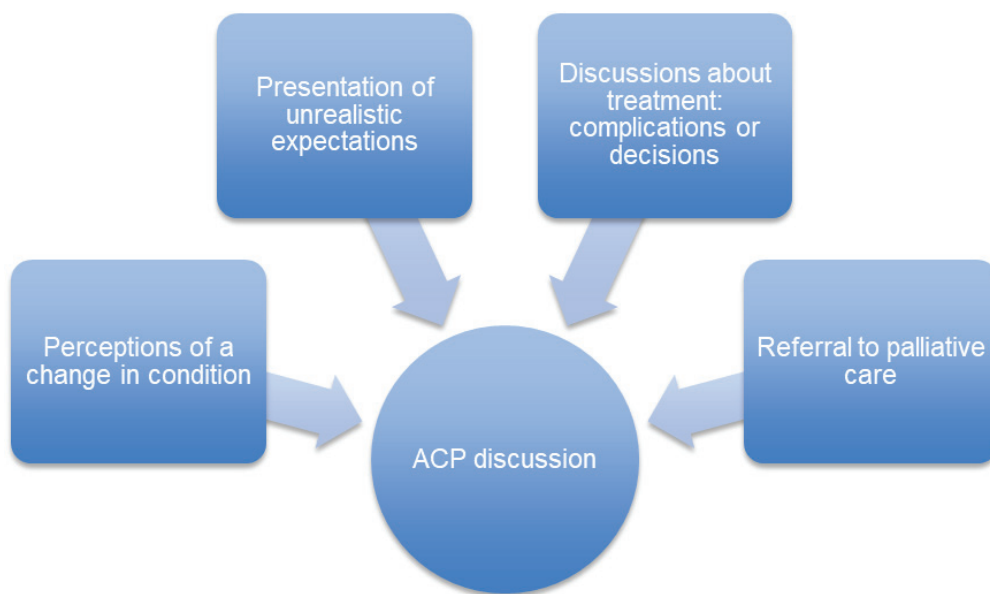 Presentation of
unrealistic
expectations
Discussions about
treatment:
complications or
decisions
Perceptions of a
change in condition
Referral to palliative
care
ACP discussion